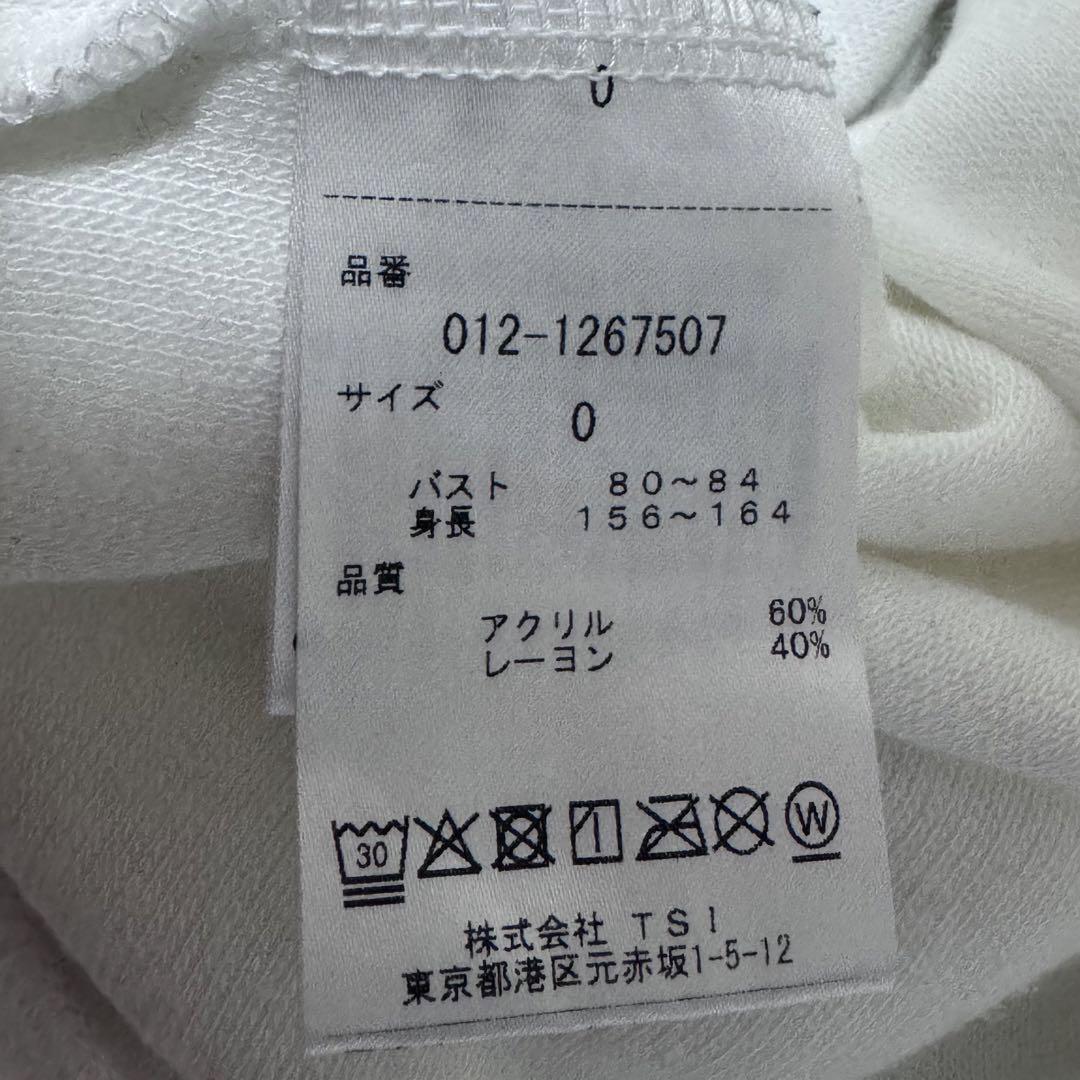 品番
012-1267507
サイズ
0
バスト 80～84
身長 156～164
品質
アクリル 60%
レーヨン 40%
30
W
株式会社 TSI
東京都港区元赤坂1-5-12